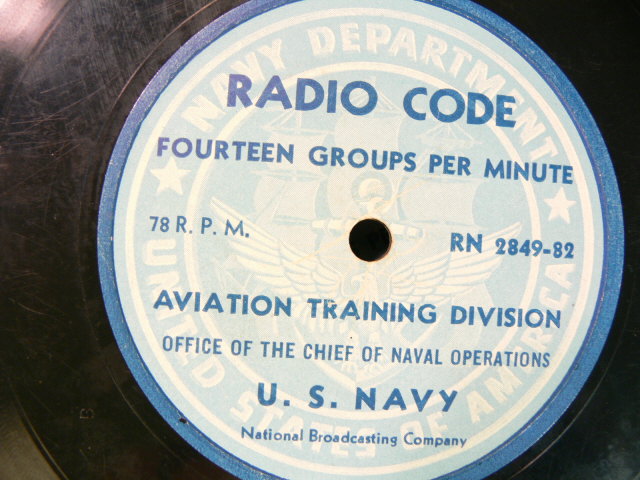 NAVY DEPARTMENT
RADIO CODE
FOURTEEN GROUPS PER MINUTE
78 R. P. M.
RN 2849-82
AVIATION TRAINING DIVISION
OFFICE OF THE CHIEF OF NAVAL OPERATIONS
U. S. NAVY
National Broadcasting Company
UNITED STATES OF AMERICA